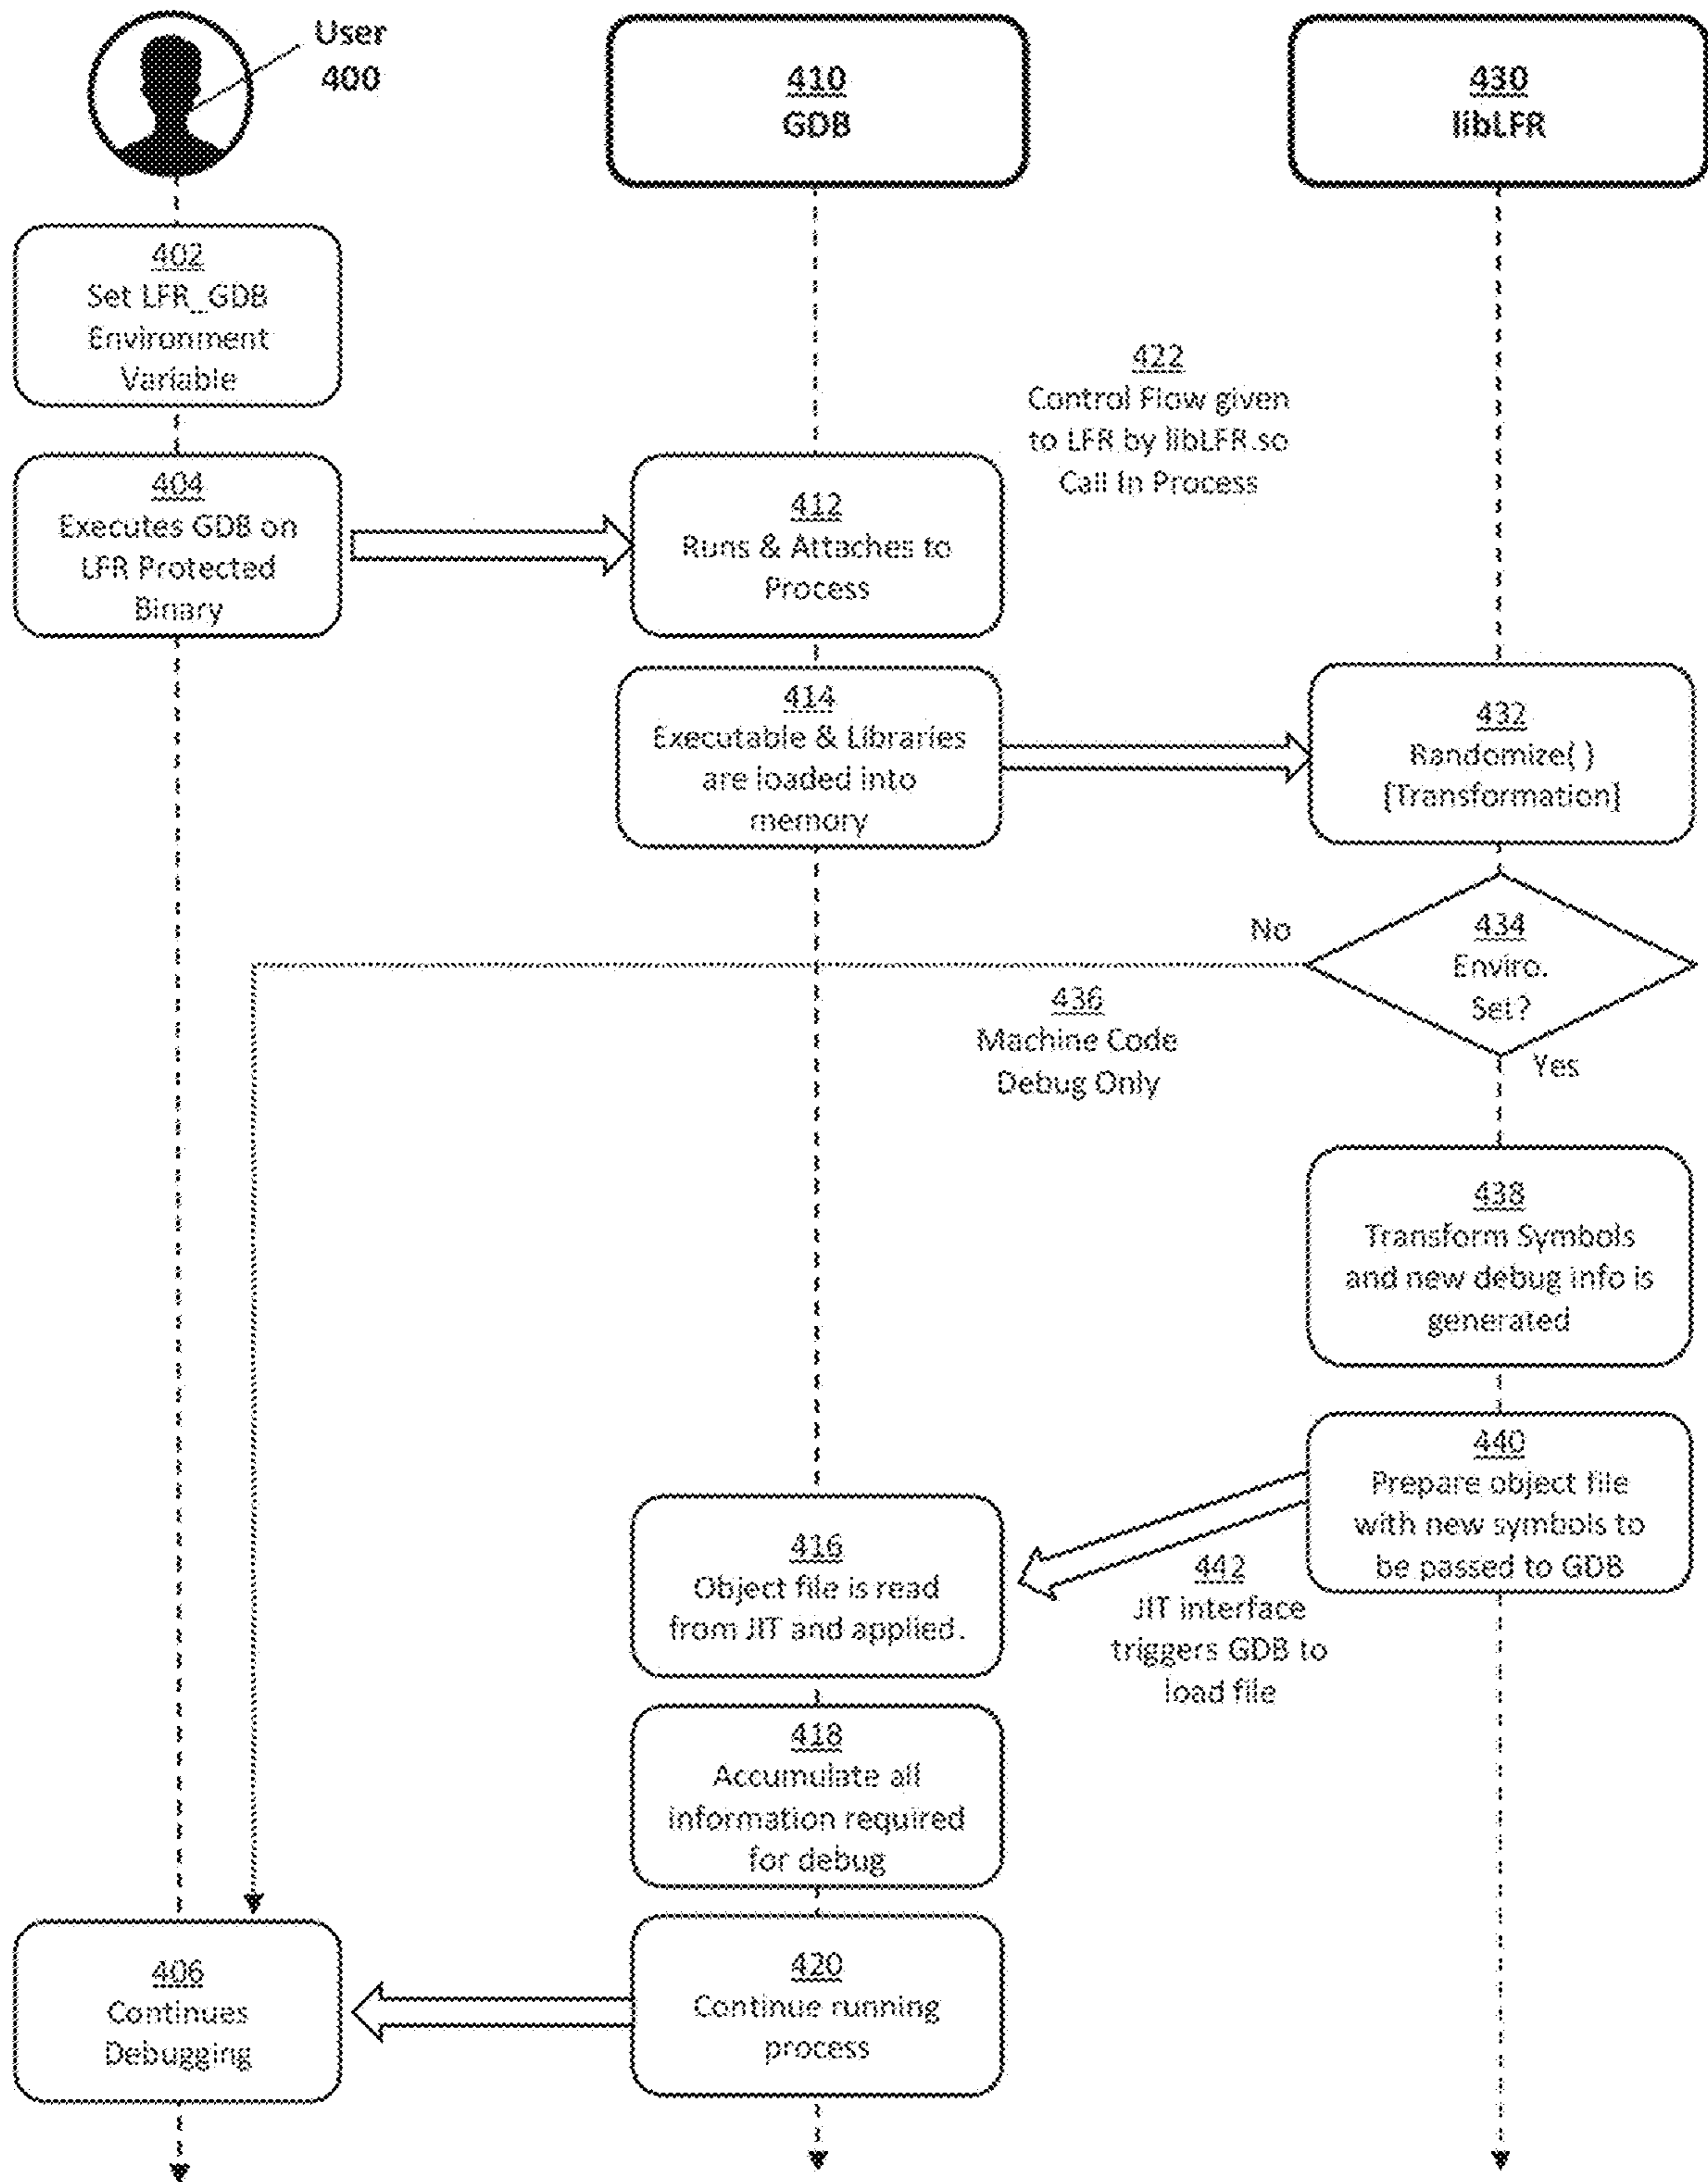 User
400
410
GDB
430
libLFR
402
Set LFR_GDB
Environment
Variable
422
Control Flow given
to LFR by libLFR.so
Call In Process
404
Executes GDB on
LFR Protected
Binary
412
Runs & Attaches to
Process
414
Executable & Libraries
are loaded into
memory
432
Randomize( )
[Transformation]
No
434
Enviro.
Set?
436
Machine Code
Debug Only
Yes
438
Transform Symbols
and new debug info is
generated
440
Prepare object file
with new symbols to
be passed to GDB
416
Object file is read
from JIT and applied.
442
JIT interface
triggers GDB to
load file
418
Accumulate all
information required
for debug
406
Continues
Debugging
420
Continue running
process